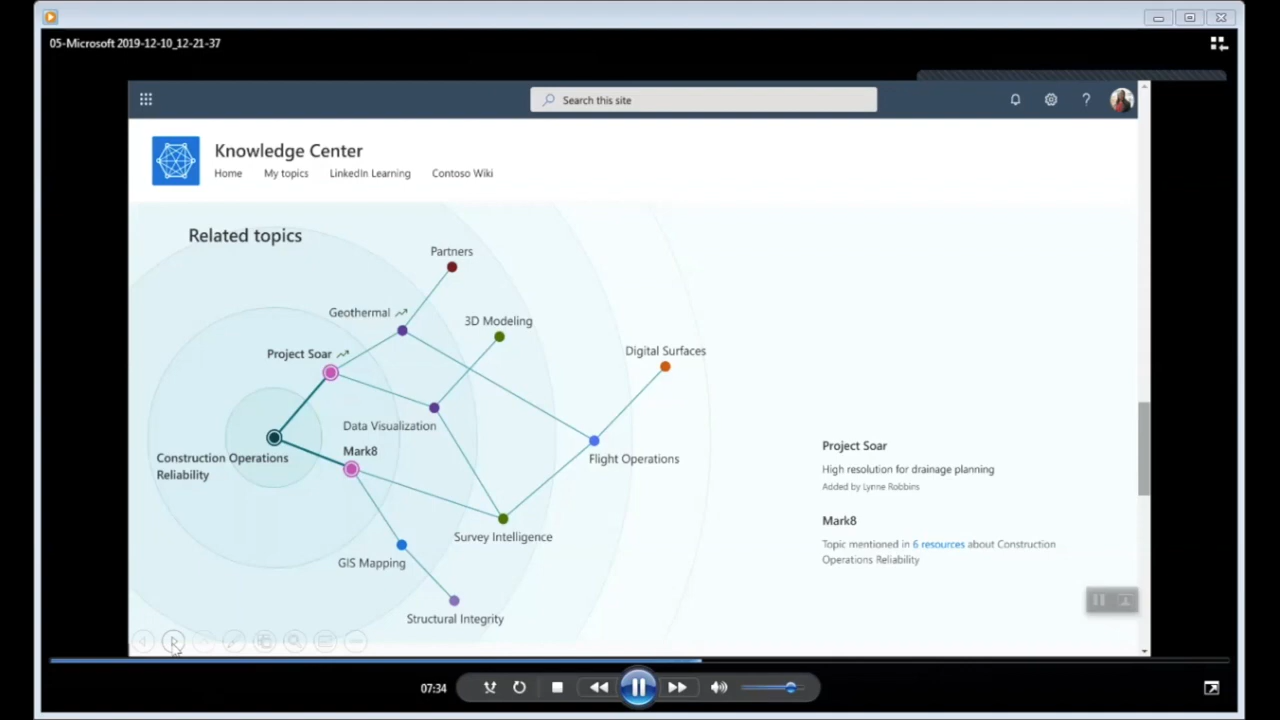 05-Microsoft 2019-12-10_12-21-37
Search this site
?
Knowledge Center
Home My topics LinkedIn Learning Contoso Wiki
Related topics
Partners
Geothermal
3D Modeling
Project Soar
Digital Surfaces
Data Visualization
Mark8
Construction Operations
Reliability
Flight Operations
Survey Intelligence
GIS Mapping
Structural Integrity
Project Soar
High resolution for drainage planning
Added by Lynne Robbins
Mark8
Topic mentioned in 6 resources about Construction
Operations Reliability
07:34